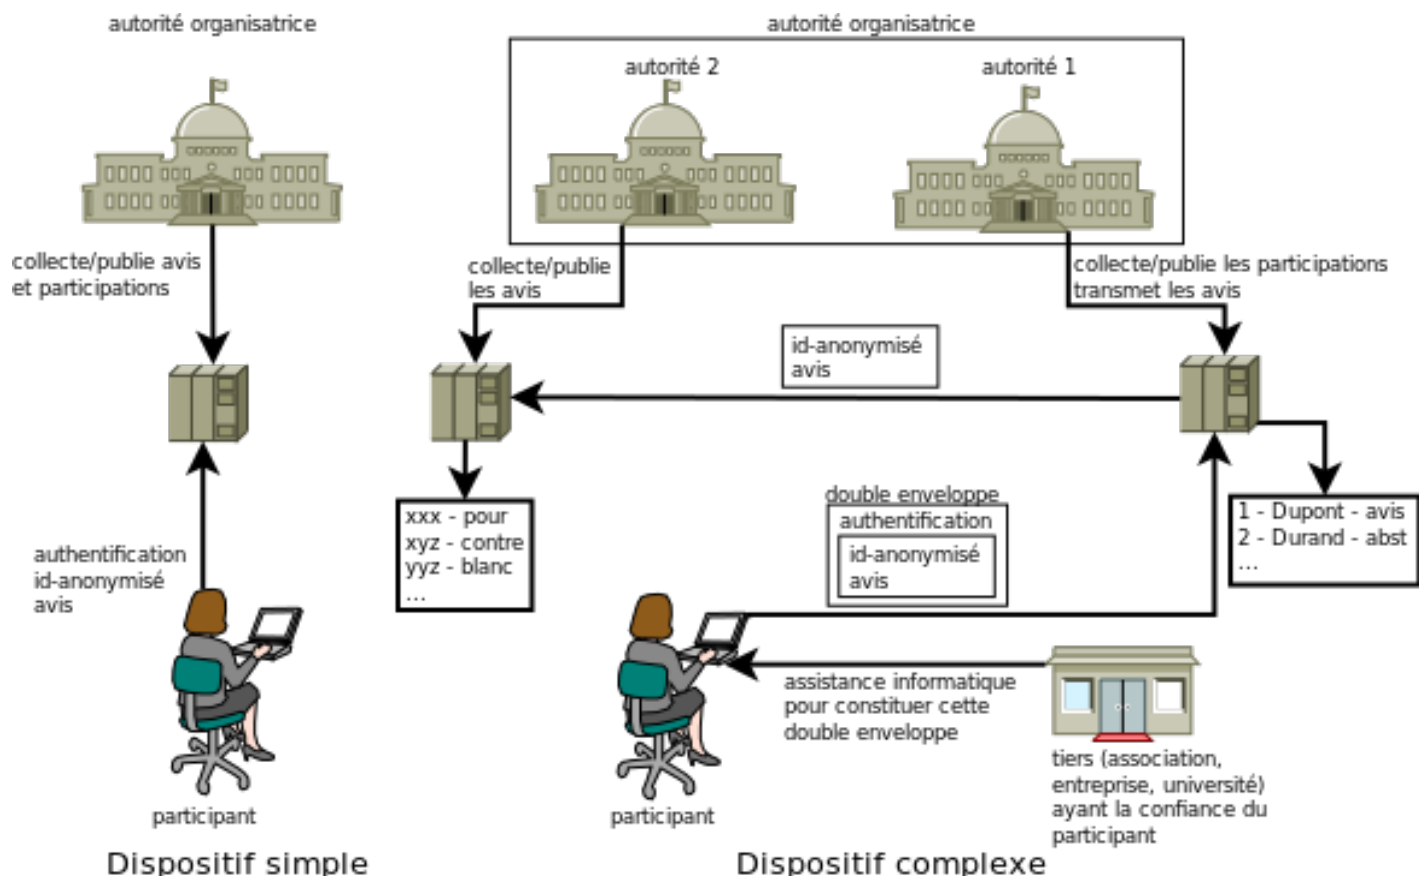 autorité organisatrice
collecte/publie avis
et participations
authentification
id-anonymisé
avis
participant
Dispositif simple
autorité organisatrice
autorité 2
autorité 1
collecte/publie
les avis
collecte/publie les participations
transmet les avis
id-anonymisé
avis
xxx - pour
xyz - contre
yyz - blanc
...
double enveloppe
authentification
id-anonymisé
avis
1 - Dupont - avis
2 - Durand - abst
...
assistance informatique
pour constituer cette
double enveloppe
tiers (association,
entreprise, université)
ayant la confiance du
participant
participant
Dispositif complexe